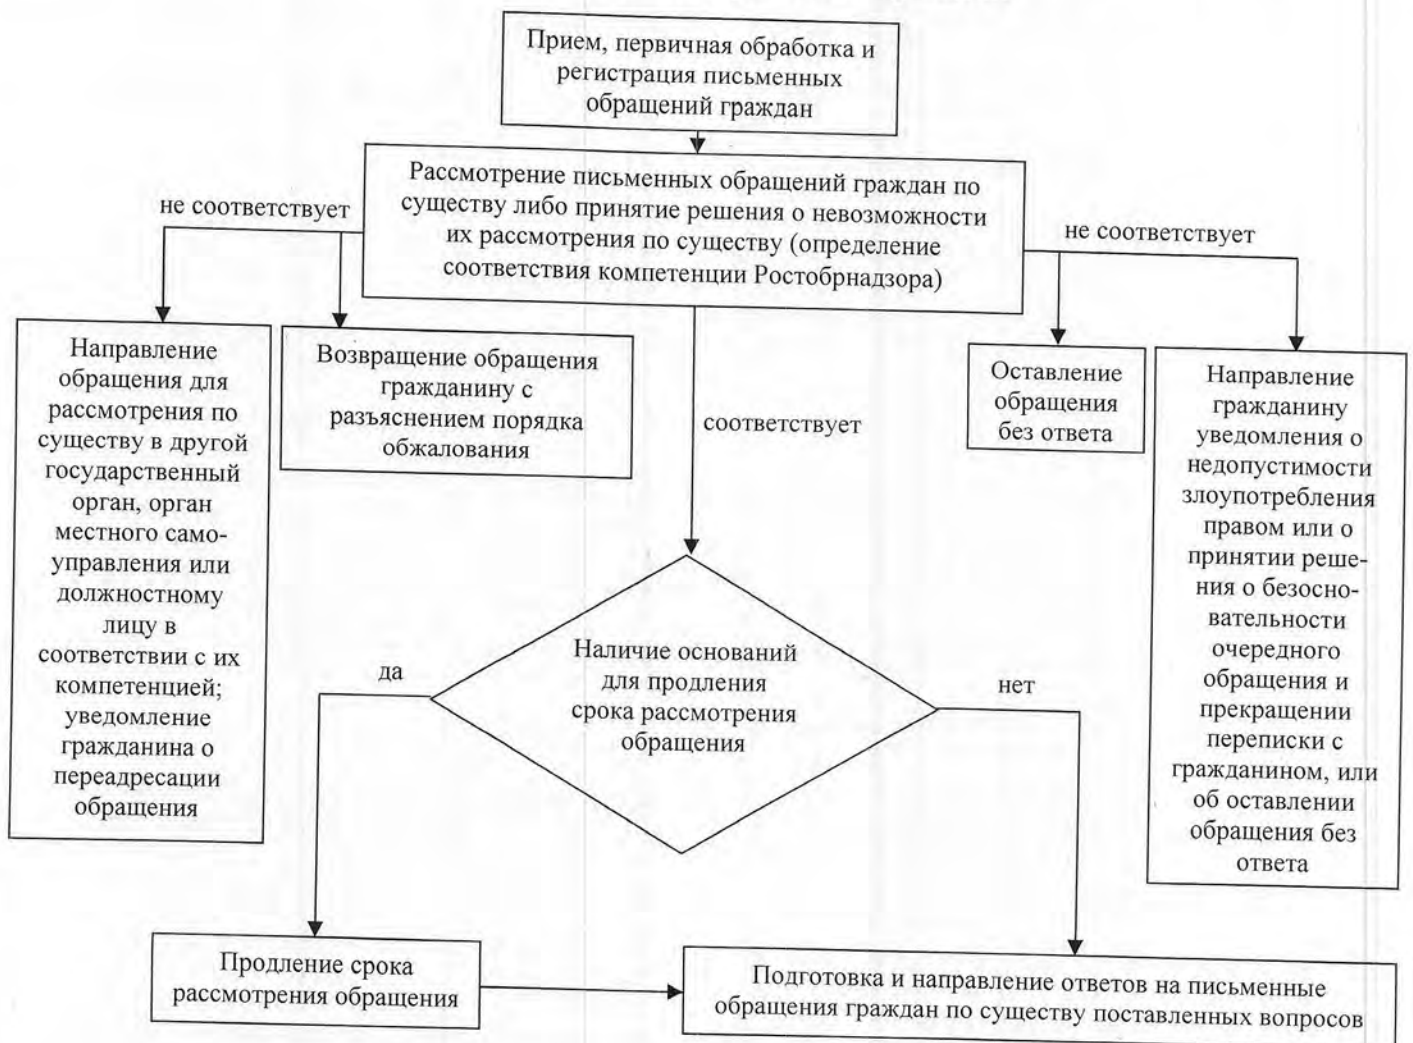 Прием, первичная обработка и
регистрация письменных
обращений граждан
Рассмотрение письменных обращений граждан по
существу либо принятие решения о невозможности
их рассмотрения по существу (определение
соответствия компетенции Ростобрнадзора)
не соответствует
не соответствует
Направление
обращения для
рассмотрения по
существу в другой
государственный
орган, орган
местного само-
управления или
должностному
лицу в
соответствии с их
компетенцией;
уведомление
гражданина о
переадресации
обращения
Возвращение обращения
гражданину с
разъяснением порядка
обжалования
соответствует
Оставление
обращения
без ответа
Направление
гражданину
уведомления о
недопустимости
злоупотребления
правом или о
принятии реше-
ния о безосно-
вательности
очередного
обращения и
прекращении
переписки с
гражданином, или
об оставлении
обращения без
ответа
Наличие оснований
для продления
срока рассмотрения
обращения
да
нет
Продление срока
рассмотрения обращения
Подготовка и направление ответов на письменные
обращения граждан по существу поставленных вопросов